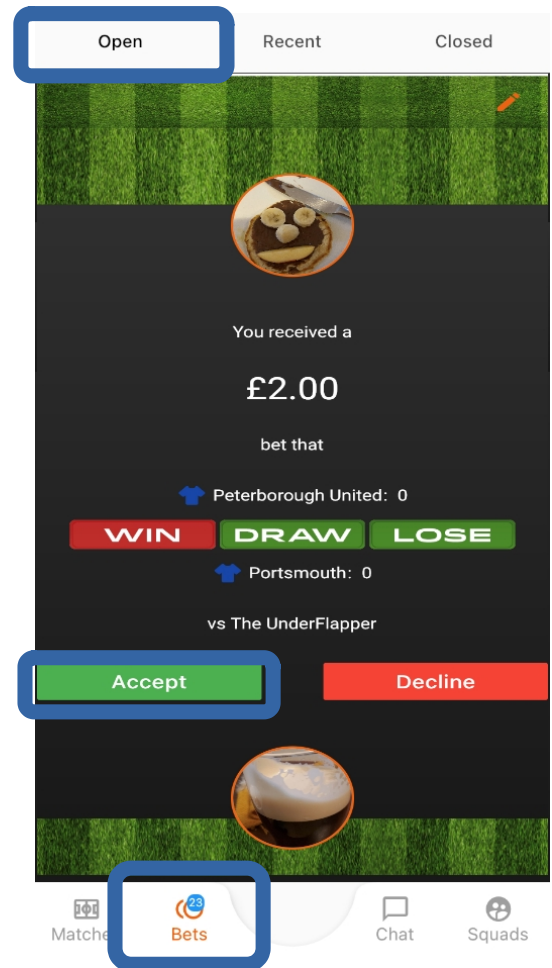 Open Recent Closed
You received a
£2.00
bet that
Peterborough United: 0
WIN DRAW LOSE
Portsmouth: 0
vs The UnderFlapper
Accept Decline
23
Matche Bets Chat Squads